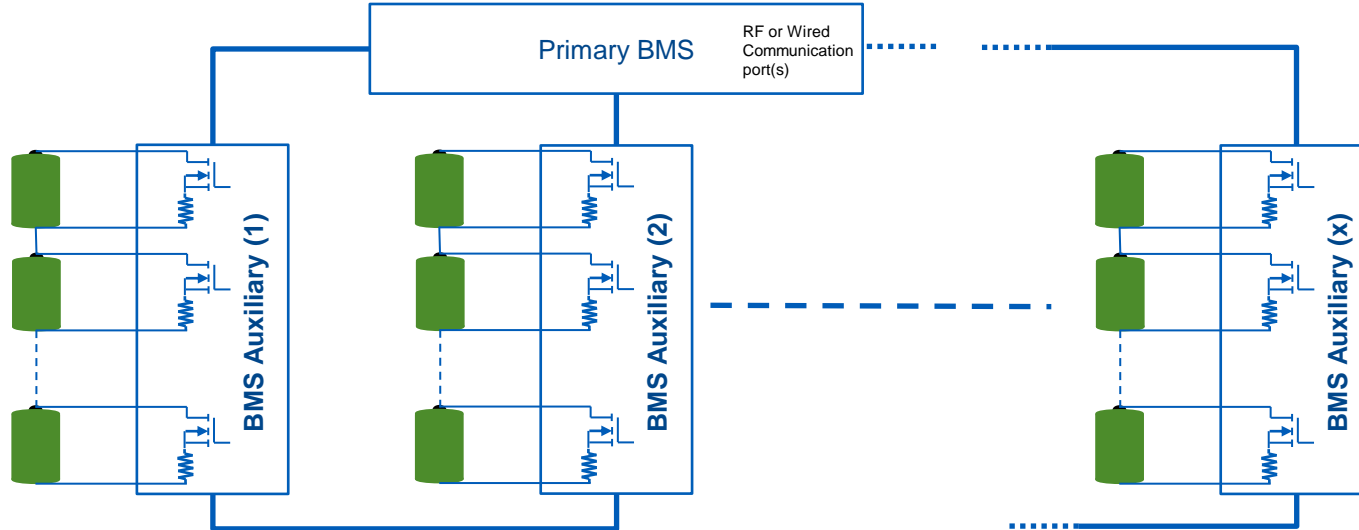 Primary BMS
RF or Wired
Communication
port(s)
BMS Auxiliary (1)
BMS Auxiliary (2)
BMS Auxiliary (x)